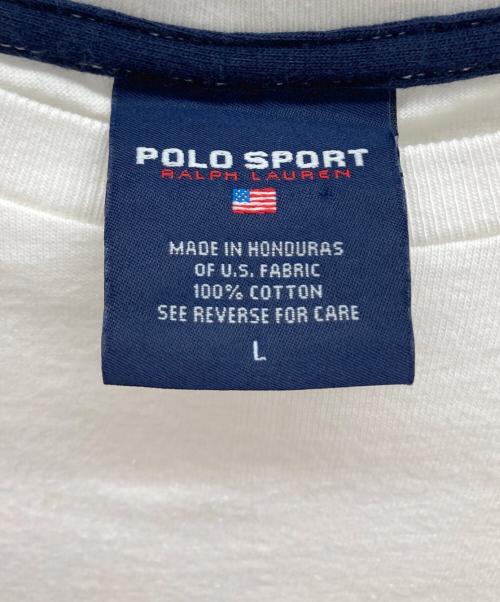 POLO SPORT
RALPH LAUREN
MADE IN HONDURAS
OF U.S. FABRIC
100% COTTON
SEE REVERSE FOR CARE
L